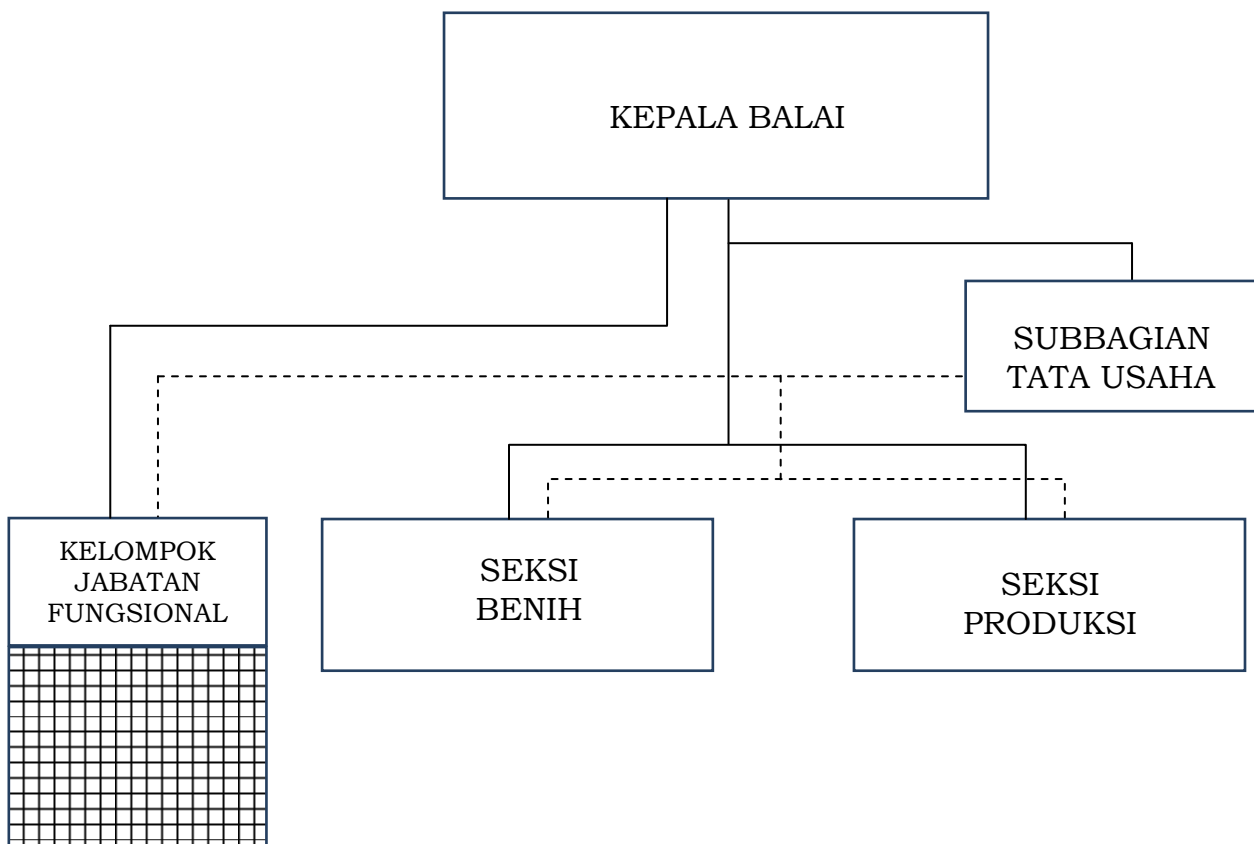 KEPALA BALAI
SUBBAGIAN
TATA USAHA
KELOMPOK
JABATAN
FUNGSIONAL
SEKSI
BENIH
SEKSI
PRODUKSI